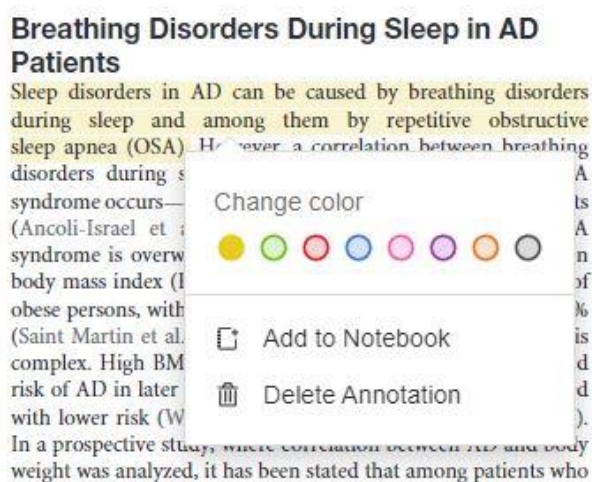 Breathing Disorders During Sleep in AD
Patients
Sleep disorders in AD can be caused by breathing disorders
during sleep and among them by repetitive obstructive
sleep apnea (OSA). However, a correlation between breathing
disorders during
syndrome occurs—
(Ancoli-Israel et
syndrome is overw
body mass index (
obese persons, with
(Saint Martin et al.
complex. High BM
risk of AD in later
with lower risk (W
In a prospective study, where correlation between AD and body
weight was analyzed, it has been stated that among patients who
Change color
Add to Notebook
Delete Annotation